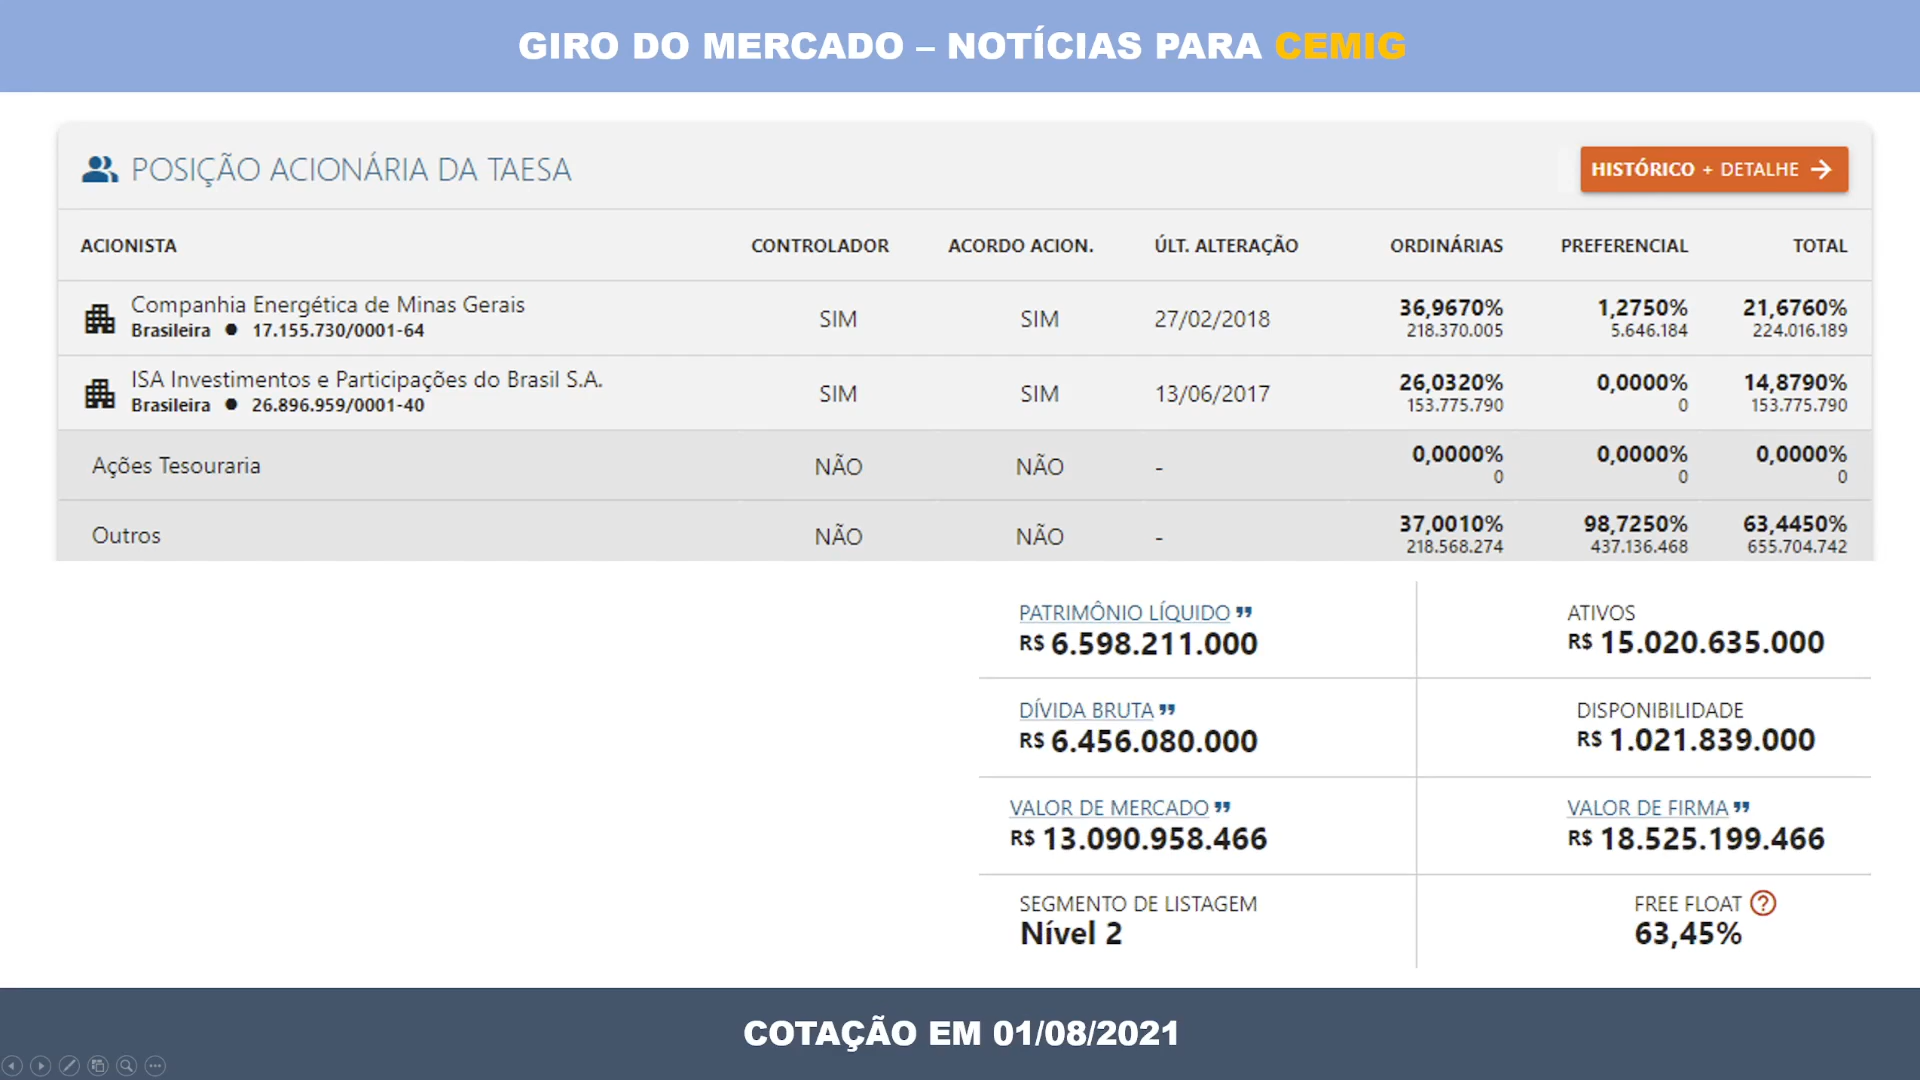 GIRO DO MERCADO – NOTÍCIAS PARA CEMIG
POSIÇÃO ACIONÁRIA DA TAESA
HISTÓRICO + DETALHE
ACIONISTA CONTROLADOR ACORDO ACION. ÚLT. ALTERAÇÃO ORDINÁRIAS PREFERENCIAL TOTAL
Companhia Energética de Minas Gerais SIM SIM 27/02/2018 36,9670% 1,2750% 21,6760%
Brasileira ● 17.155.730/0001-64 218.370.005 5.646.184 224.016.189
ISA Investimentos e Participações do Brasil S.A. SIM SIM 13/06/2017 26,0320% 0,0000% 14,8790%
Brasileira ● 26.896.959/0001-40 153.775.790 0 153.775.790
Ações Tesouraria NÃO NÃO - 0,0000% 0,0000% 0,0000%
0 0 0
Outros NÃO NÃO - 37,0010% 98,7250% 63,4450%
218.568.274 437.136.468 655.704.742
PATRIMÔNIO LÍQUIDO ATIVOS
R$ 6.598.211.000 R$ 15.020.635.000
DÍVIDA BRUTA DISPONIBILIDADE
R$ 6.456.080.000 R$ 1.021.839.000
VALOR DE MERCADO VALOR DE FIRMA
R$ 13.090.958.466 R$ 18.525.199.466
SEGMENTO DE LISTAGEM FREE FLOAT ?
Nível 2 63,45%
COTAÇÃO EM 01/08/2021